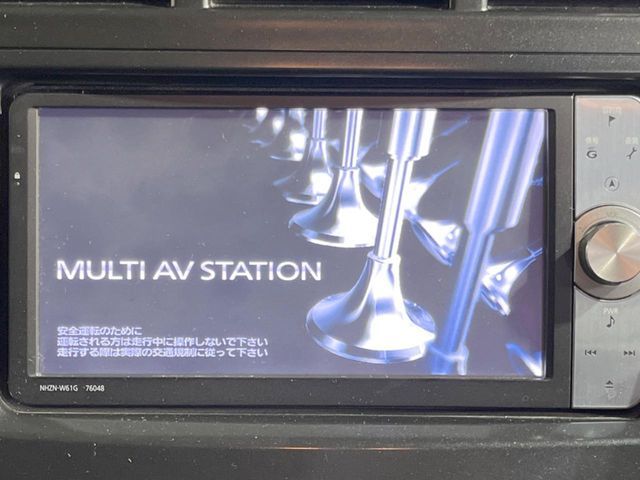 MULTI AV STATION
安全運転のために
運転される方は走行中に操作しないで下さい
走行する際は実際の交通規制に従って下さい
NHZN-W61G 76048
G
PWR